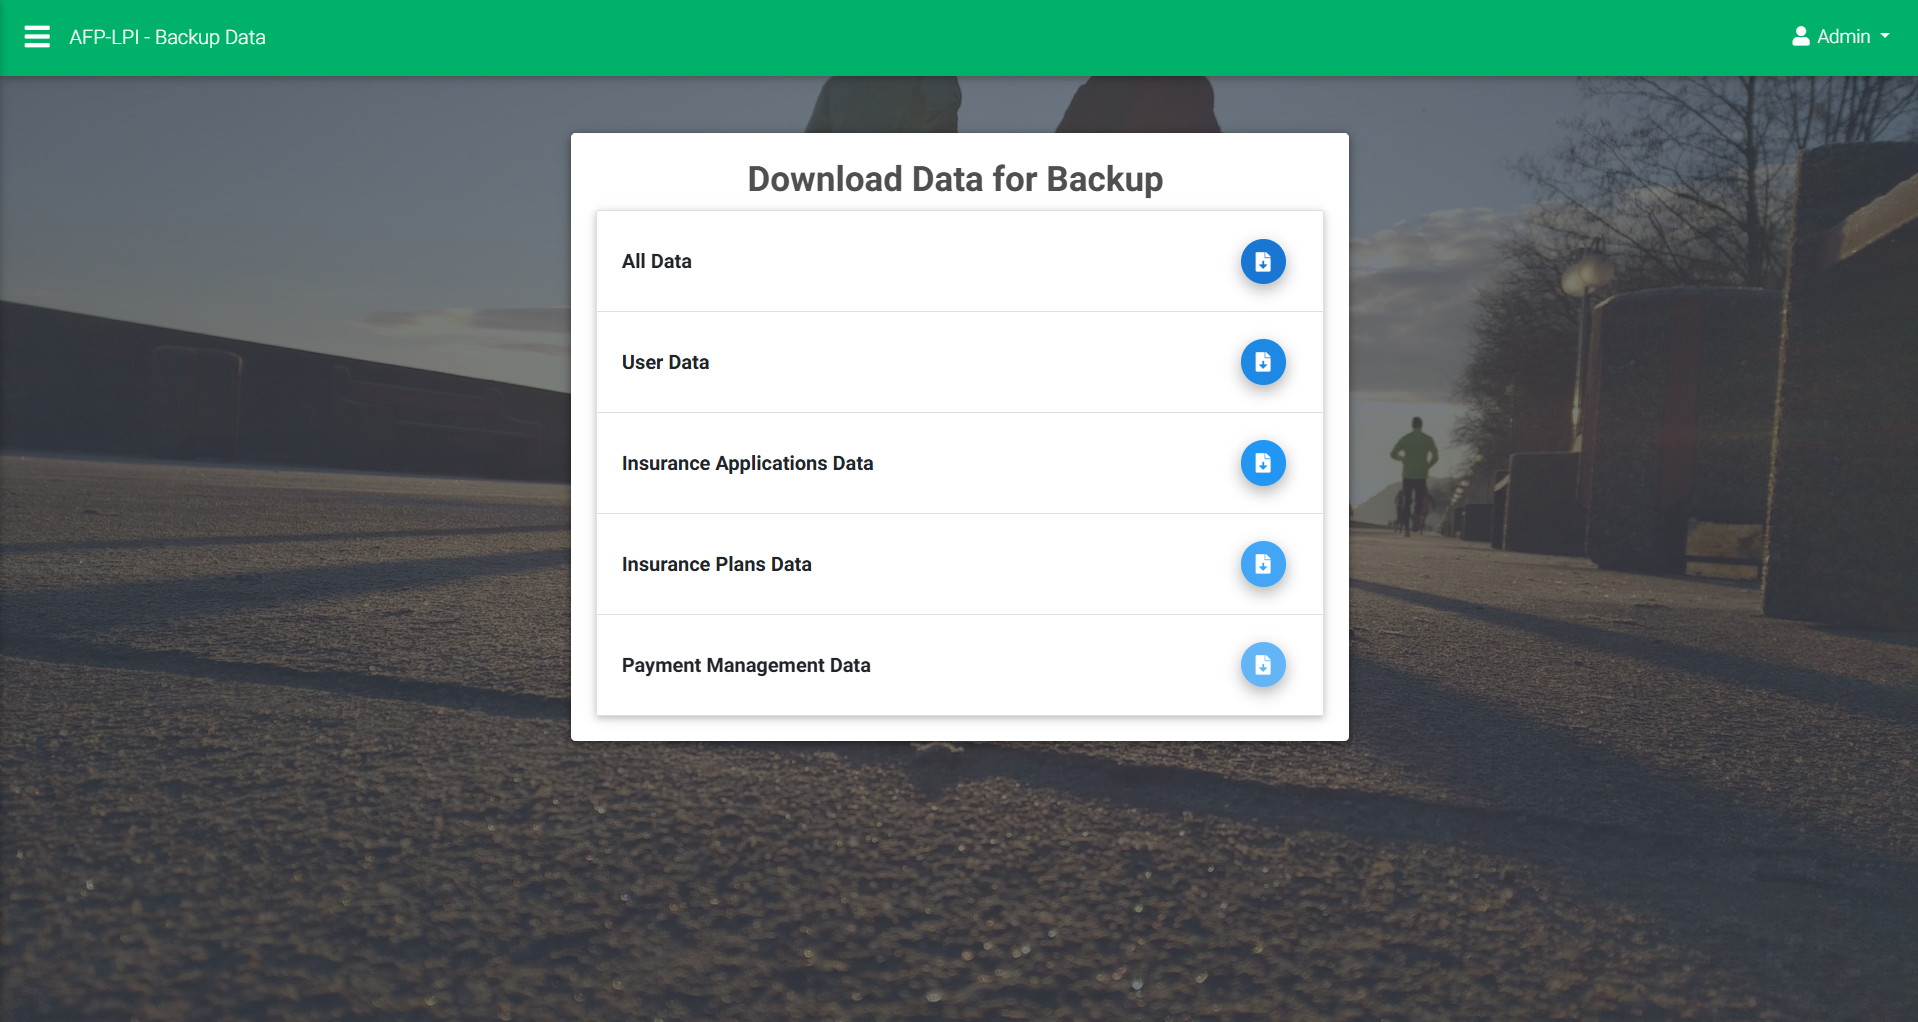 AFP-LPI - Backup Data
Admin
Download Data for Backup
All Data
User Data
Insurance Applications Data
Insurance Plans Data
Payment Management Data